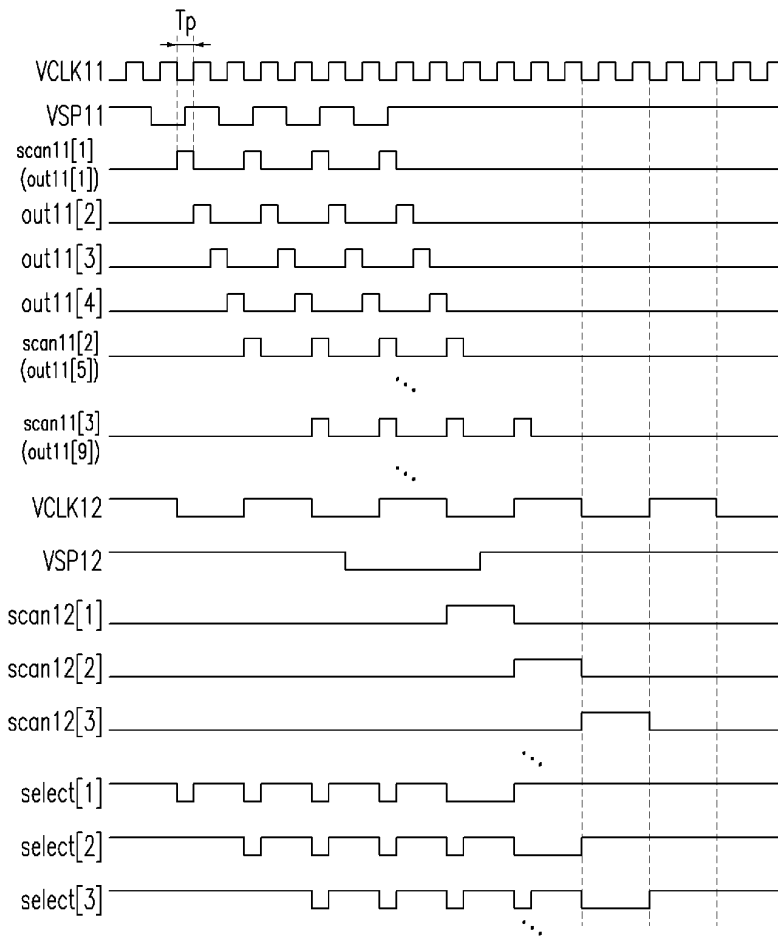 Tp
VCLK11
VSP11
scan11[1]
(out11[1])
out11[2]
out11[3]
out11[4]
scan11[2]
(out11[5])
scan11[3]
(out11[9])
VCLK12
VSP12
scan12[1]
scan12[2]
scan12[3]
select[1]
select[2]
select[3]